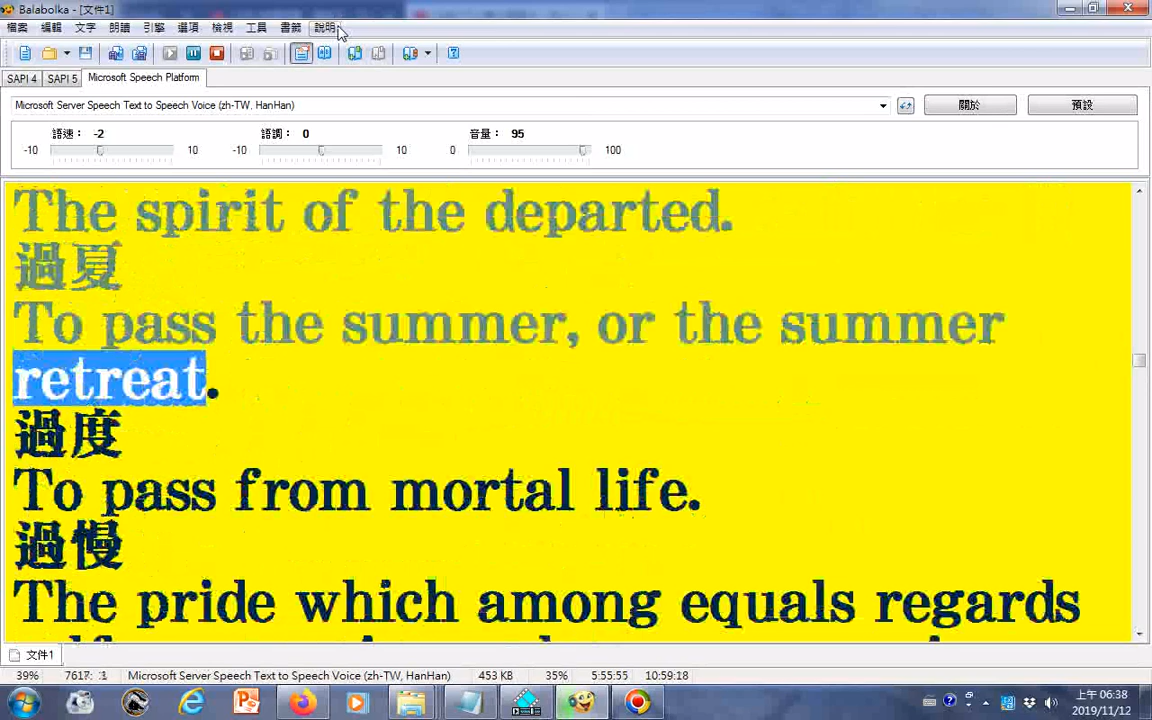 Balabolka - [文件1]
檔案 編輯 文字 朗讀 引擎 選項 檢視 工具 書籤 說明
SAPI 4 SAPI 5 Microsoft Speech Platform
Microsoft Server Speech Text to Speech Voice (zh-TW, HanHan) 關於 預設
語速： -2 語調： 0 音量： 95
-10 10 -10 10 0 100
The spirit of the departed.
過夏
To pass the summer, or the summer
retreat.
過度
To pass from mortal life.
過慢
The pride which among equals regards
文件1
39% 7617: 1 Microsoft Server Speech Text to Speech Voice (zh-TW, HanHan) 453 KB 35% 5:55:55 10:59:18
上午 06:38
2019/11/12